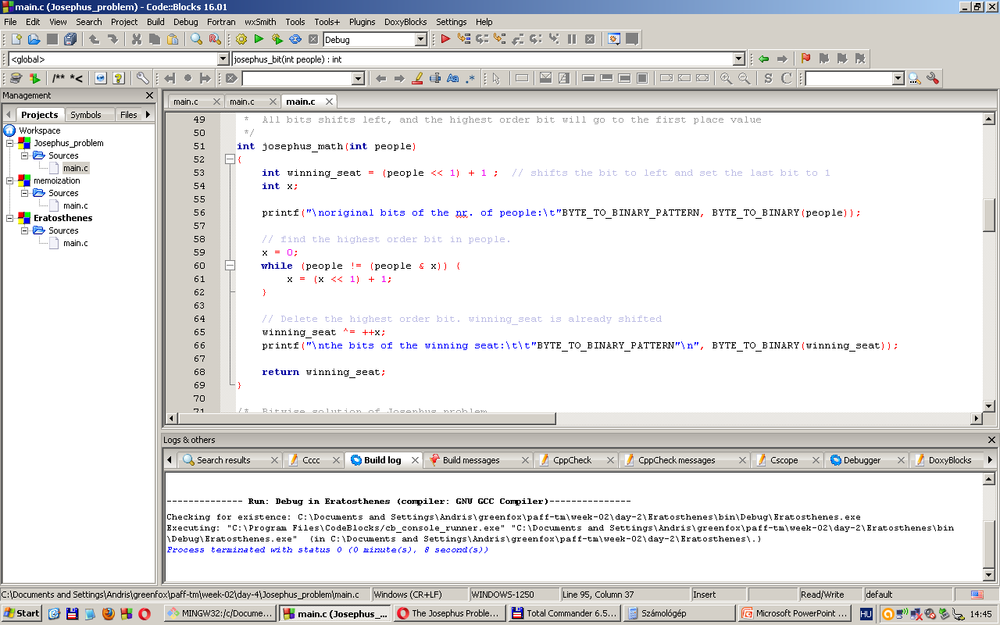 main.c (Josephus_problem) - Code::Blocks 16.01
File Edit View Search Project Build Debug Fortran wxSmith Tools Tools+ Plugins DoxyBlocks Settings Help
Debug
<global> josephus_bit(int people) : int
/** *<
S C
Management
Projects Symbols Files
Workspace
Josephus_problem
Sources
main.c
memoization
Sources
main.c
Eratosthenes
Sources
main.c
main.c main.c main.c
49 * All bits shifts left, and the highest order bit will go to the first place value
50 */
51 int josephus_math(int people)
52 {
53 int winning_seat = (people << 1) + 1 ; // shifts the bit to left and set the last bit to 1
54 int x;
55
56 printf("\noriginal bits of the nr. of people:\t"BYTE_TO_BINARY_PATTERN, BYTE_TO_BINARY(people));
57
58 // find the highest order bit in people.
59 x = 0;
60 while (people != (people & x)) {
61 x = (x << 1) + 1;
62 }
63
64 // Delete the highest order bit. winning_seat is already shifted
65 winning_seat ^= ++x;
66 printf("\nthe bits of the winning seat:\t\t"BYTE_TO_BINARY_PATTERN"\n", BYTE_TO_BINARY(winning_seat));
67
68 return winning_seat;
69 }
70
71 /* Bitwise solution of Josephus problem
Logs & others
Search results Cccc Build log Build messages CppCheck CppCheck messages Cscope Debugger DoxyBlocks
-------------- Run: Debug in Eratosthenes (compiler: GNU GCC Compiler)---------------
Checking for existence: C:\Documents and Settings\Andris\greenfox\paff-tm\week-02\day-2\Eratosthenes\bin\Debug\Eratosthenes.exe
Executing: "C:\Program Files\CodeBlocks/cb_console_runner.exe" "C:\Documents and Settings\Andris\greenfox\paff-tm\week-02\day-2\Eratosthenes\bin
\Debug\Eratosthenes.exe" (in C:\Documents and Settings\Andris\greenfox\paff-tm\week-02\day-2\Eratosthenes\.)
Process terminated with status 0 (0 minute(s), 8 second(s))
C:\Documents and Settings\Andris\greenfox\paff-tm\week-02\day-4\Josephus_problem\main.c Windows (CR+LF) WINDOWS-1250 Line 95, Column 37 Insert Read/Write default
Start MINGW32:/c/Docume... main.c (Josephus_... The Josephus Proble... Total Commander 6.5... Számológép Microsoft PowerPoint ... HU 14:45